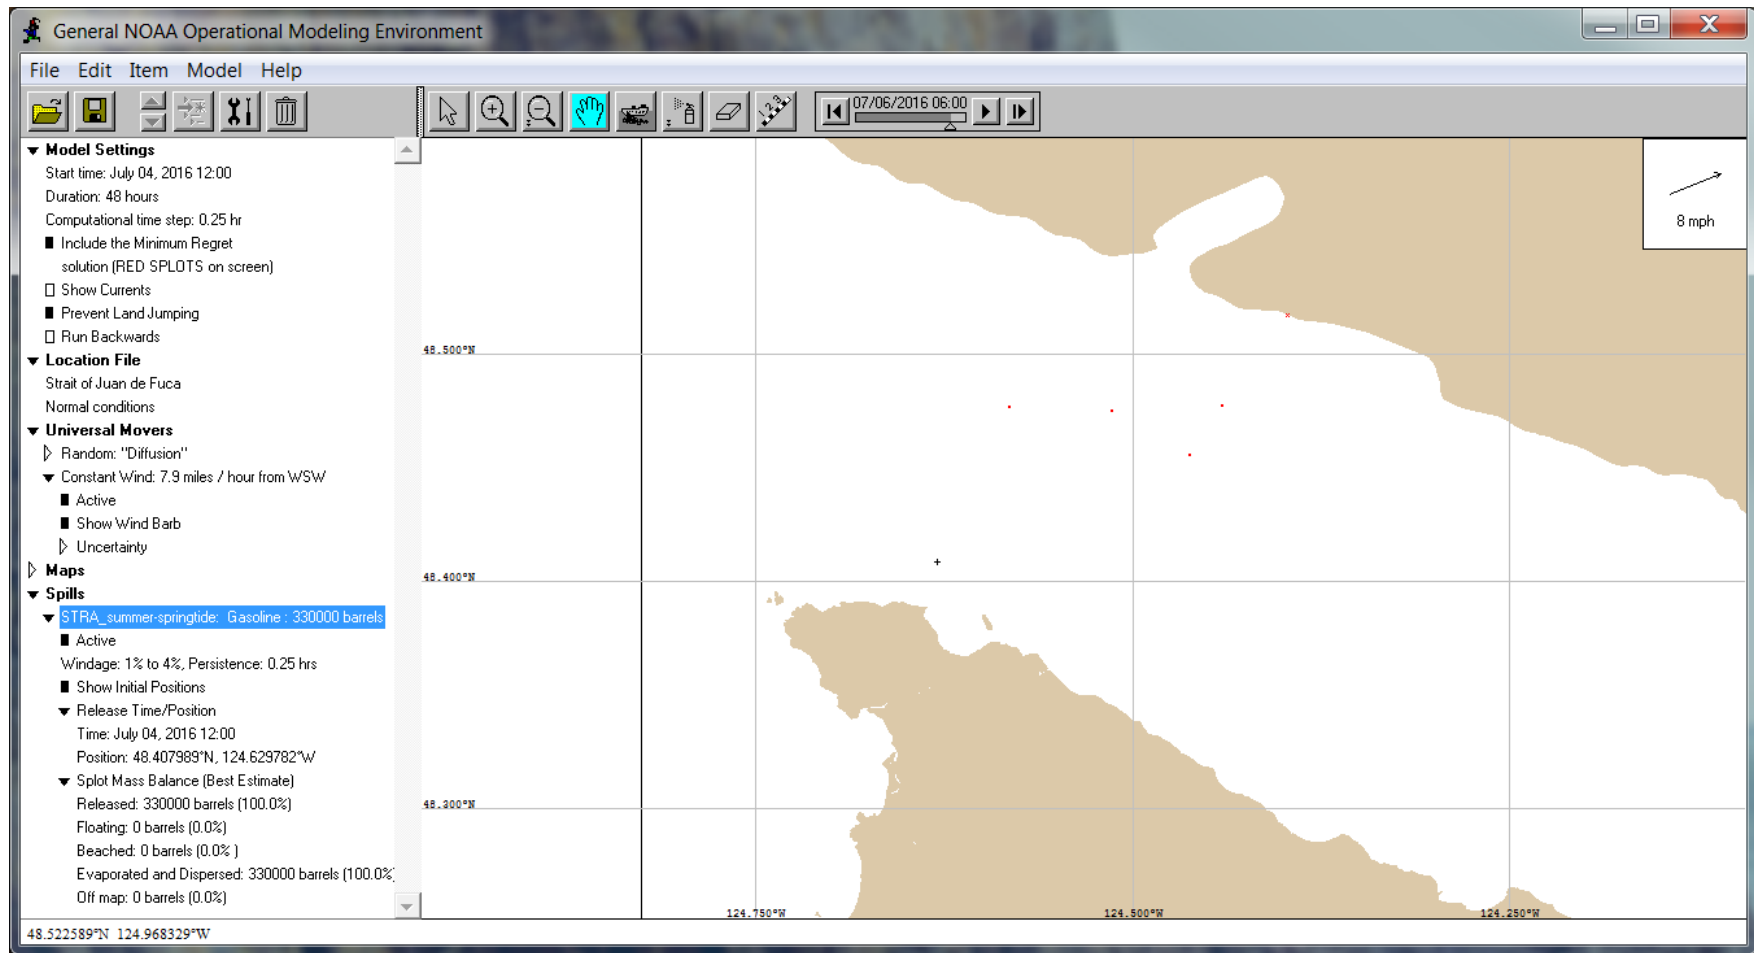 General NOAA Operational Modeling Environment
File Edit Item Model Help
07/06/2016 06:00
Model Settings
Start time: July 04, 2016 12:00
Duration: 48 hours
Computational time step: 0.25 hr
Include the Minimum Regret
solution (RED SPLOTS on screen)
Show Currents
Prevent Land Jumping
Run Backwards
Location File
Strait of Juan de Fuca
Normal conditions
Universal Movers
Random: "Diffusion"
Constant Wind: 7.9 miles / hour from WSW
Active
Show Wind Barb
Uncertainty
Maps
Spills
STRA_summer-springtide: Gasoline : 330000 barrels
Active
Windage: 1% to 4%, Persistence: 0.25 hrs
Show Initial Positions
Release Time/Position
Time: July 04, 2016 12:00
Position: 48.407989°N, 124.629782°W
Splot Mass Balance (Best Estimate)
Released: 330000 barrels (100.0%)
Floating: 0 barrels (0.0%)
Beached: 0 barrels (0.0% )
Evaporated and Dispersed: 330000 barrels (100.0%
Off map: 0 barrels (0.0%)
8 mph
48.500°N
48.400°N
48.300°N
124.750°W 124.500°W 124.250°W
48.522589°N 124.968329°W